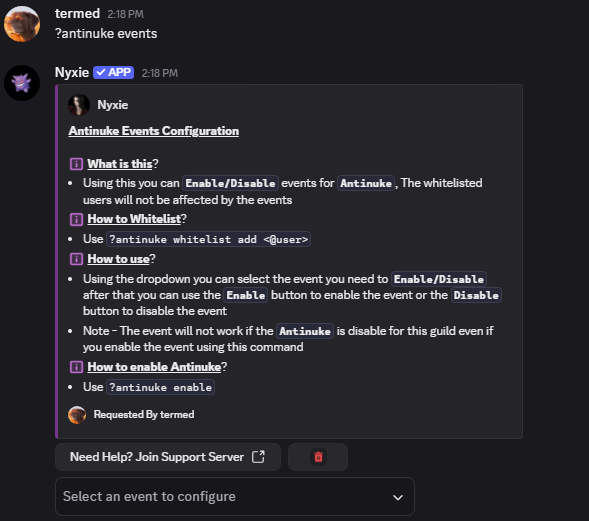 termed 2:18 PM
?antinuke events
Nyxie ✓ APP 2:18 PM
Nyxie
Antinuke Events Configuration
What is this?
• Using this you can Enable/Disable events for Antinuke, The whitelisted
users will not be affected by the events
How to Whitelist?
• Use ?antinuke whitelist add <@user>
How to use?
• Using the dropdown you can select the event you need to Enable/Disable
after that you can use the Enable button to enable the event or the Disable
button to disable the event
• Note - The event will not work if the Antinuke is disable for this guild even if
you enable the event using this command
How to enable Antinuke?
• Use ?antinuke enable
Requested By termed
Need Help? Join Support Server
Select an event to configure